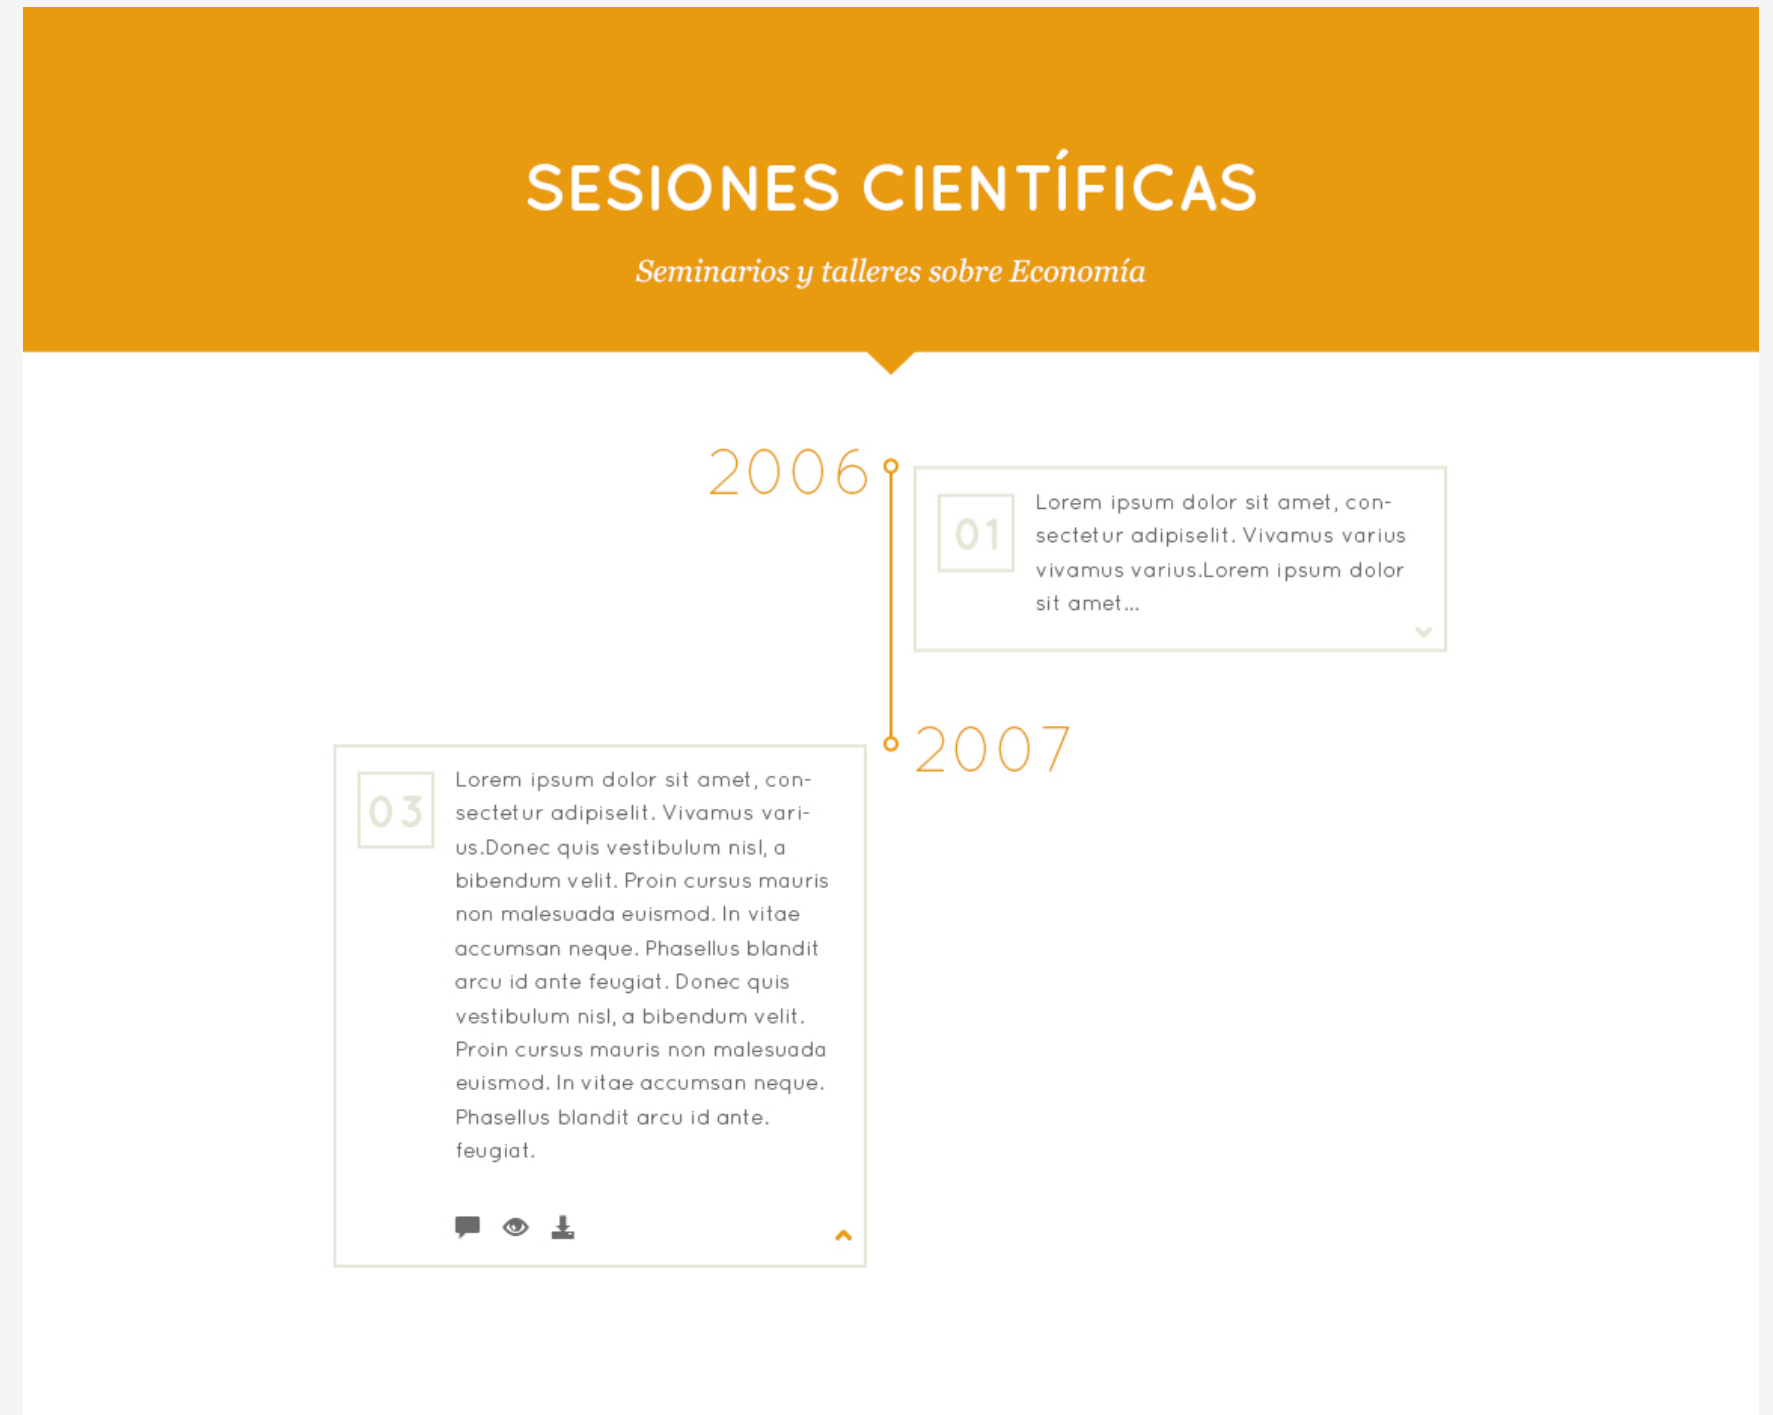 SESIONES CIENTÍFICAS
Seminarios y talleres sobre Economía
2006
01
Lorem ipsum dolor sit amet, con-
sectetur adipiselit. Vivamus varius
vivamus varius.Lorem ipsum dolor
sit amet...
2007
03
Lorem ipsum dolor sit amet, con-
sectetur adipiselit. Vivamus vari-
us.Donec quis vestibulum nisl, a
bibendum velit. Proin cursus mauris
non malesuada euismod. In vitae
accumsan neque. Phasellus blandit
arcu id ante feugiat. Donec quis
vestibulum nisl, a bibendum velit.
Proin cursus mauris non malesuada
euismod. In vitae accumsan neque.
Phasellus blandit arcu id ante.
feugiat.